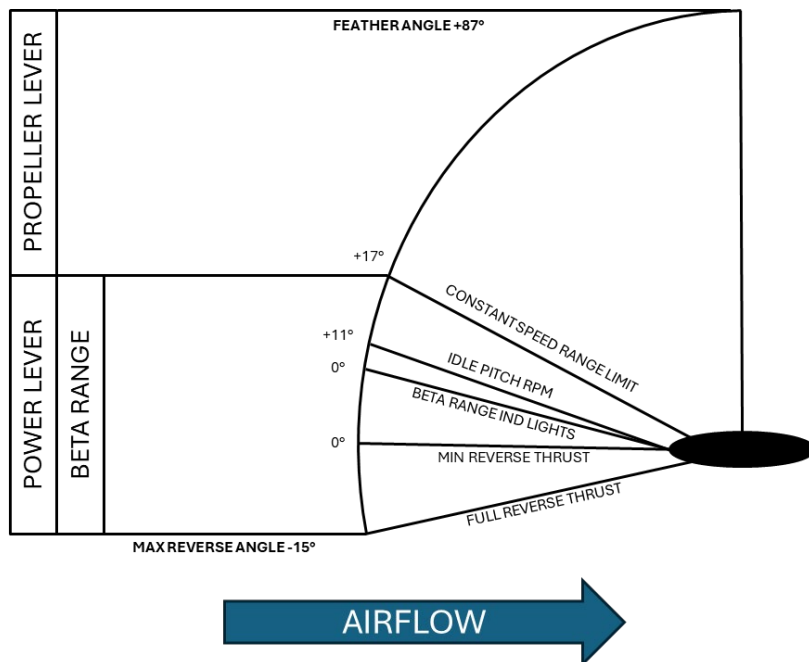 FEATHER ANGLE +87°
PROPELLER LEVER
+17°
CONSTANT SPEED RANGE LIMIT
+11°
IDLE PITCH RPM
0°
BETA RANGE IND LIGHTS
POWER LEVER
BETA RANGE
0°
MIN REVERSE THRUST
FULL REVERSE THRUST
MAX REVERSE ANGLE -15°
AIRFLOW